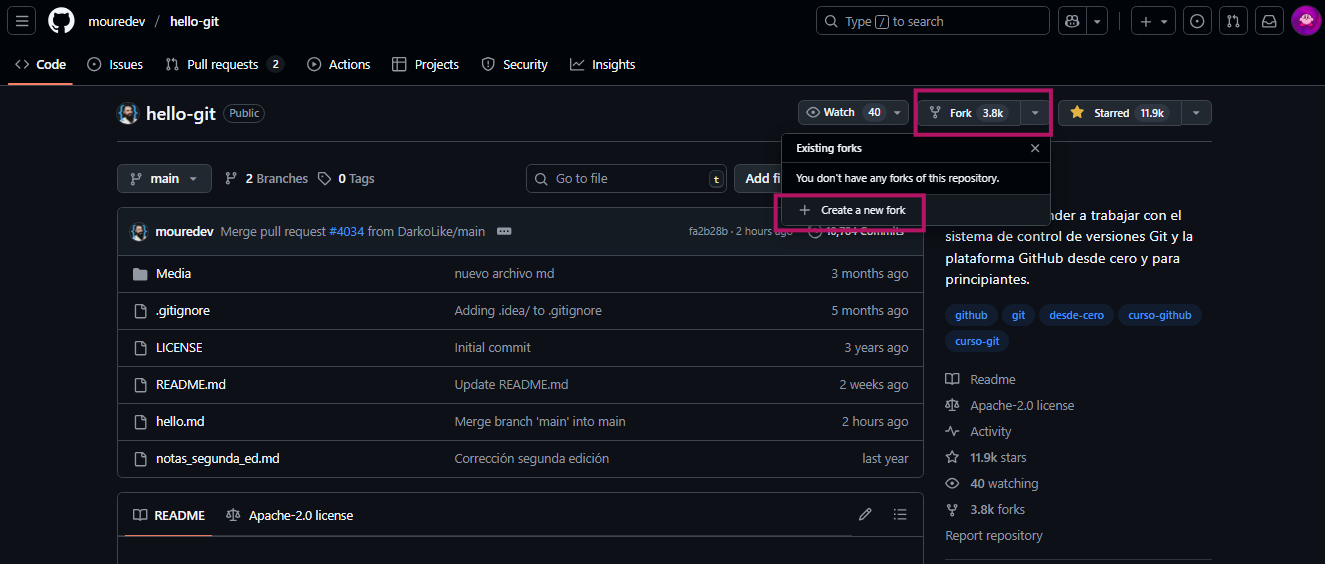 mouredev / hello-git
Type / to search
Code Issues Pull requests 2 Actions Projects Security Insights
hello-git Public
Watch 40 Fork 3.8k Starred 11.9k
Existing forks
You don't have any forks of this repository.
Create a new fork
main 2 Branches 0 Tags
Go to file t
Add fi
mouredev Merge pull request #4034 from DarkoLike/main
fa2b28b · 2 hours ago
Commits
Media nuevo archivo md 3 months ago
.gitignore Adding .idea/ to .gitignore 5 months ago
LICENSE Initial commit 3 years ago
README.md Update README.md 2 weeks ago
hello.md Merge branch 'main' into main 2 hours ago
notas_segunda_ed.md Corrección segunda edición last year
README Apache-2.0 license
nder a trabajar con el
sistema de control de versiones Git y la
plataforma GitHub desde cero y para
principiantes.
github git desde-cero curso-github
curso-git
Readme
Apache-2.0 license
Activity
11.9k stars
40 watching
3.8k forks
Report repository